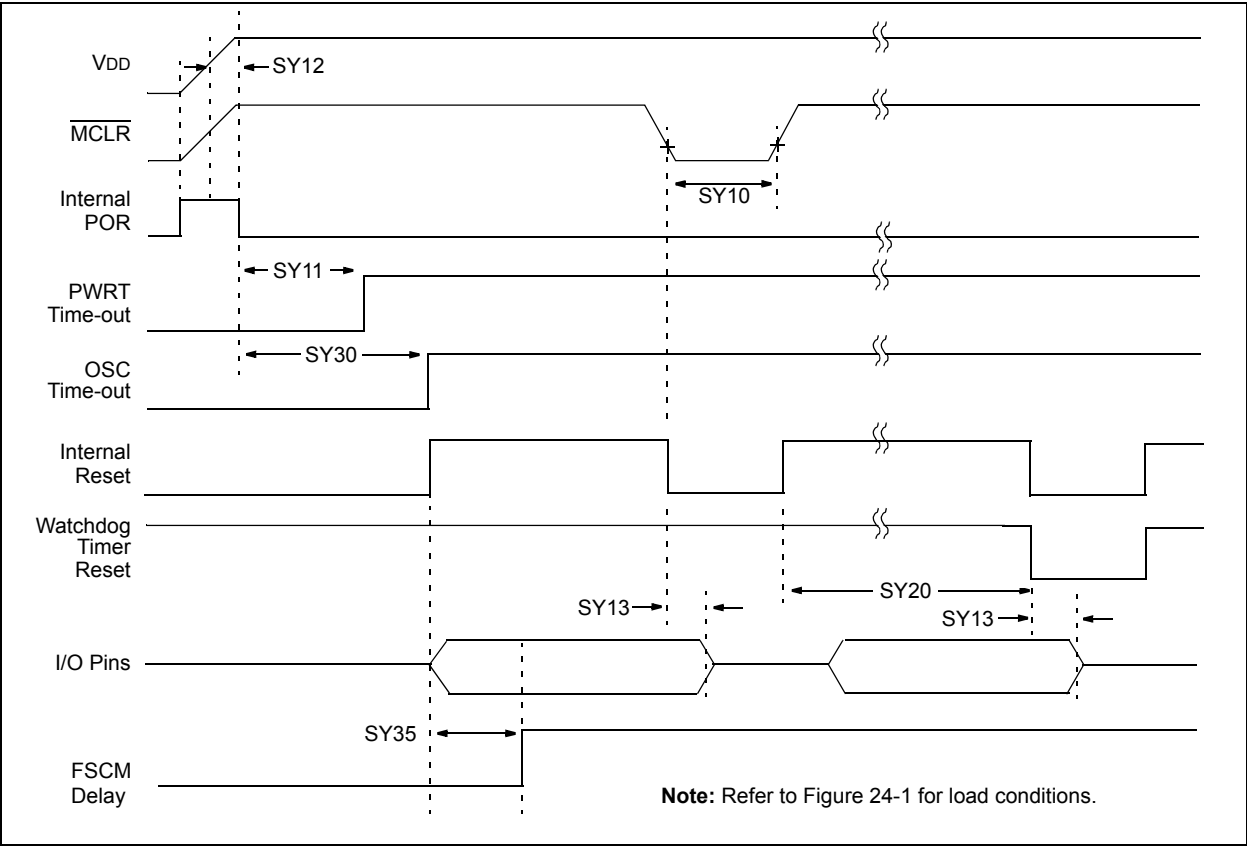 VDD
SY12
MCLR
SY10
Internal
POR
SY11
PWRT
Time-out
SY30
OSC
Time-out
Internal
Reset
Watchdog
Timer
Reset
SY20
SY13
SY13
I/O Pins
SY35
FSCM
Delay
Note: Refer to Figure 24-1 for load conditions.